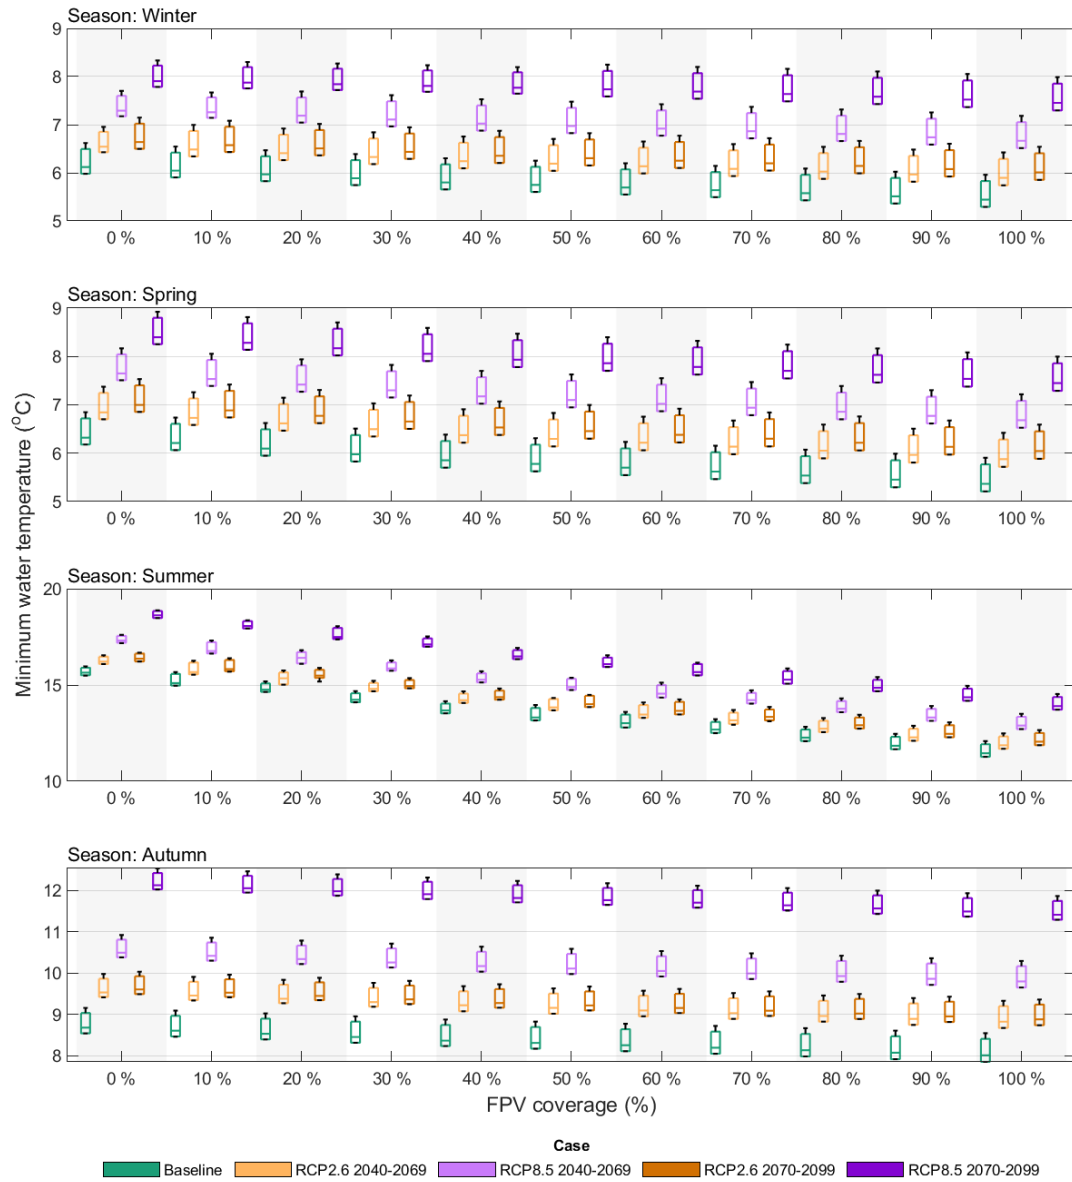 Season: Winter
9
8
7
6
5
0 % 10 % 20 % 30 % 40 % 50 % 60 % 70 % 80 % 90 % 100 %
Season: Spring
9
8
7
6
5
0 % 10 % 20 % 30 % 40 % 50 % 60 % 70 % 80 % 90 % 100 %
Minimum water temperature (°C)
Season: Summer
20
15
10
0 % 10 % 20 % 30 % 40 % 50 % 60 % 70 % 80 % 90 % 100 %
Season: Autumn
12
11
10
9
8
0 % 10 % 20 % 30 % 40 % 50 % 60 % 70 % 80 % 90 % 100 %
FPV coverage (%)
Case
Baseline RCP2.6 2040-2069 RCP8.5 2040-2069 RCP2.6 2070-2099 RCP8.5 2070-2099